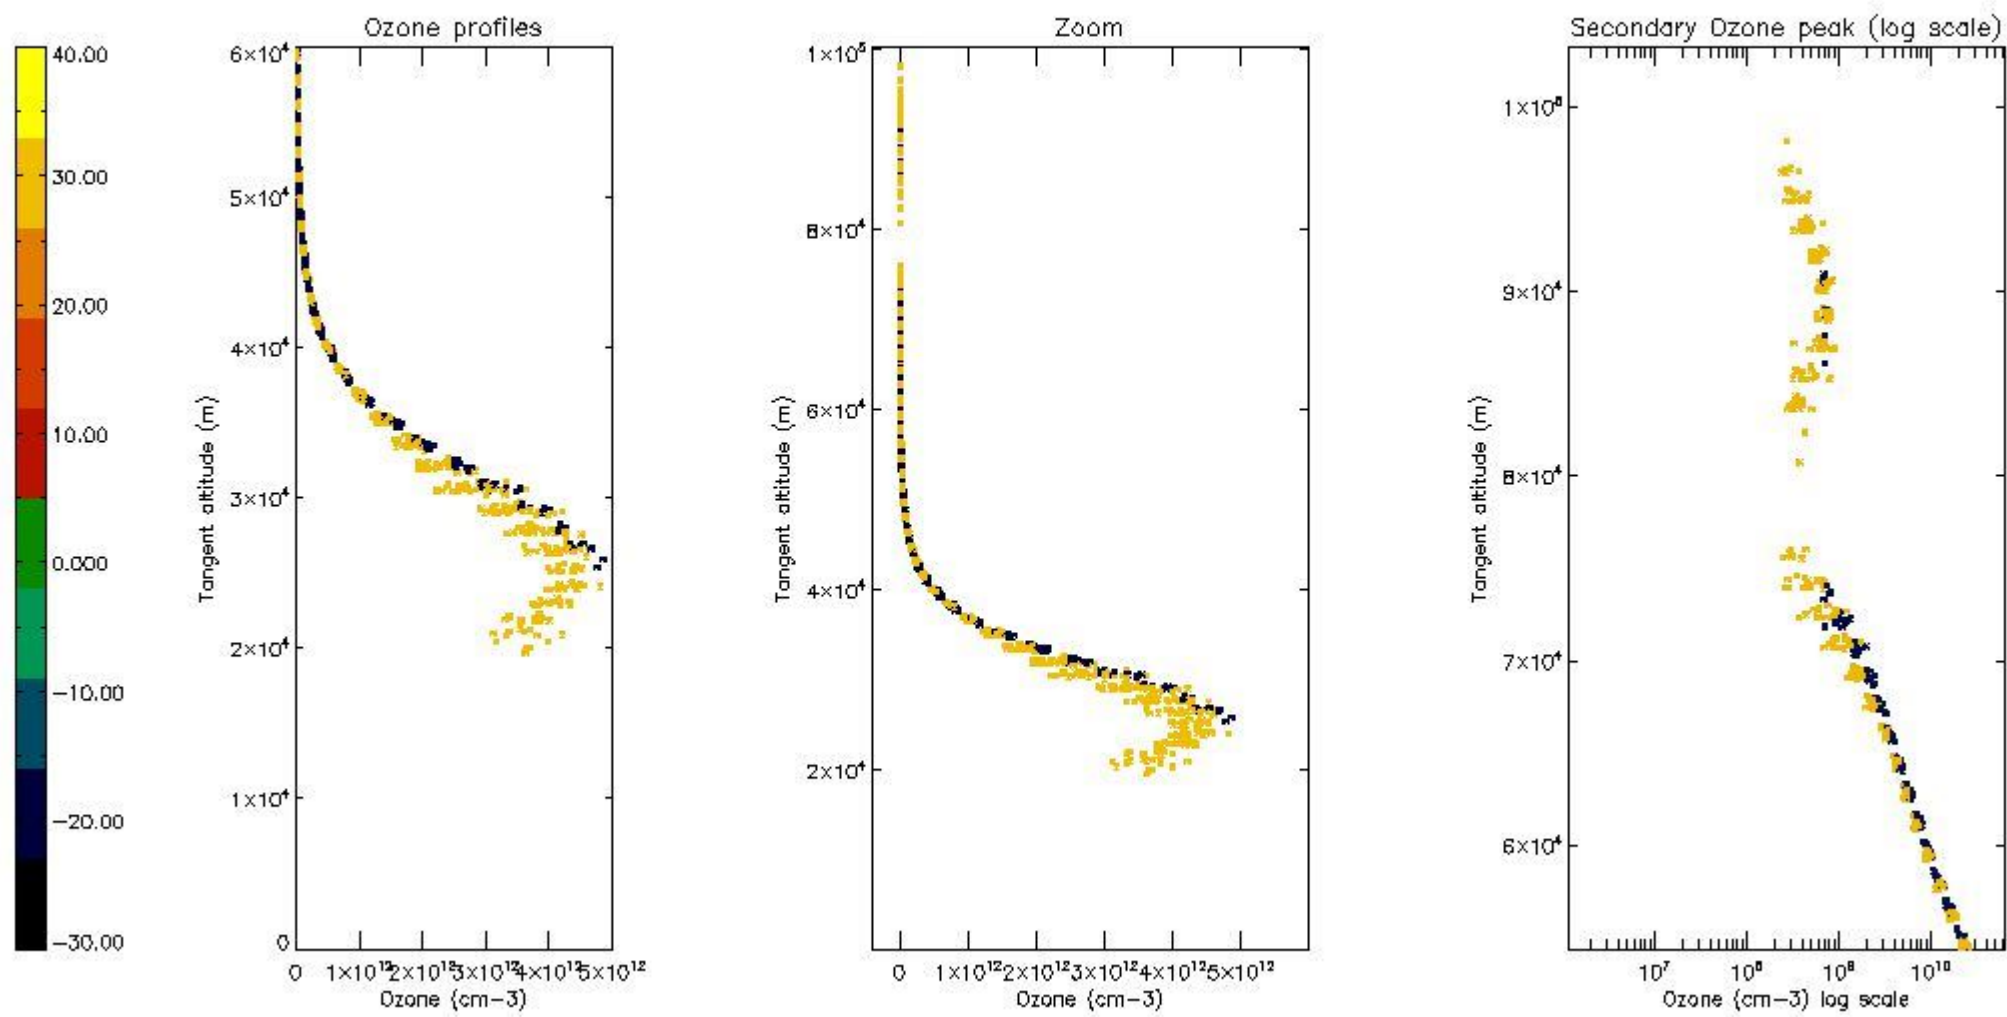 Ozone profiles
Zoom
Secondary Ozone peak (log scale)
40.00
30.00
20.00
10.00
0.000
−10.00
−20.00
−30.00
6×10⁴
5×10⁴
4×10⁴
3×10⁴
2×10⁴
1×10⁴
0
Tangent altitude (m)
0 1×10¹² 2×10¹² 3×10¹² 4×10¹² 5×10¹²
Ozone (cm−3)
1×10⁵
8×10⁴
6×10⁴
4×10⁴
2×10⁴
Tangent altitude (m)
0 1×10¹² 2×10¹² 3×10¹² 4×10¹² 5×10¹²
Ozone (cm−3)
1×10⁵
9×10⁴
8×10⁴
7×10⁴
6×10⁴
Tangent altitude (m)
10⁷ 10⁸ 10⁹ 10¹⁰
Ozone (cm−3) log scale